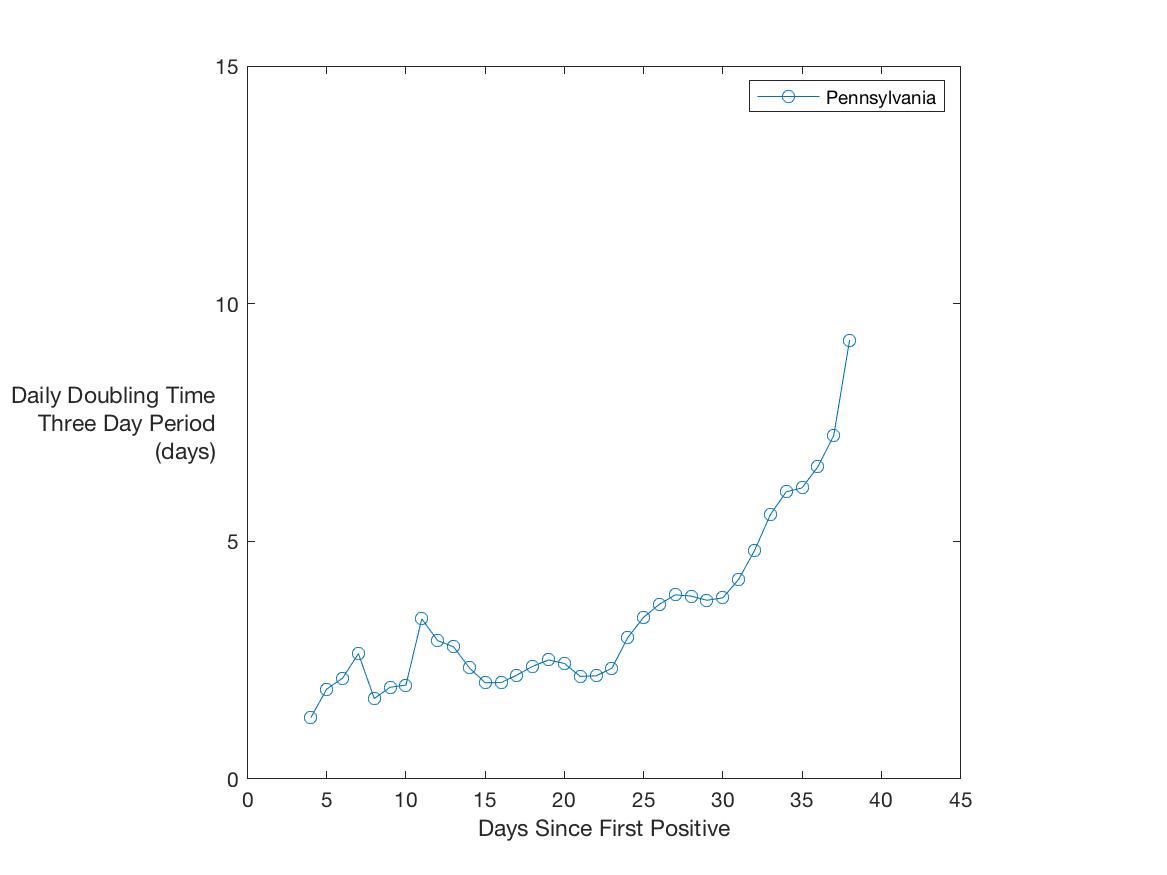 15
Pennsylvania
10
Daily Doubling Time
Three Day Period
(days)
5
0
0 5 10 15 20 25 30 35 40 45
Days Since First Positive